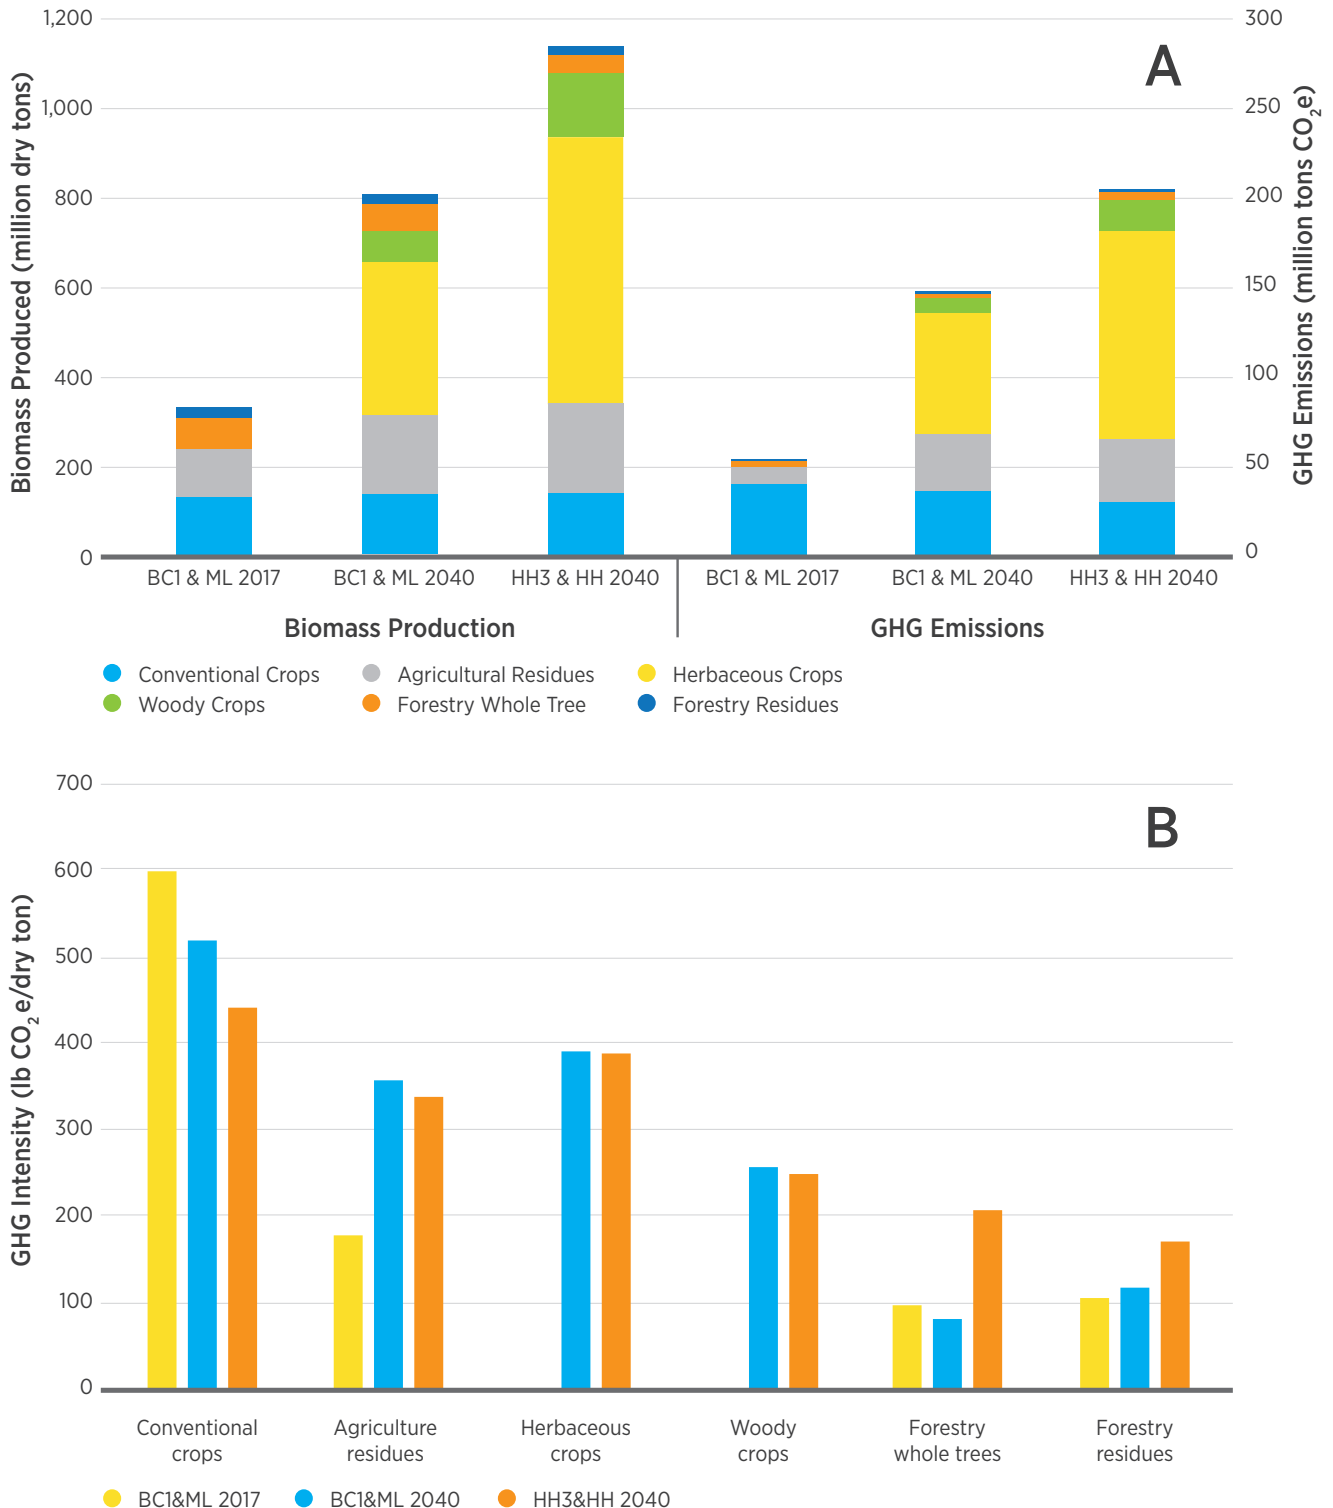 A
Biomass Produced (million dry tons)
1,200
1,000
800
600
400
200
0
GHG Emissions (million tons CO₂e)
300
250
200
150
100
50
0
BC1 & ML 2017
BC1 & ML 2040
HH3 & HH 2040
BC1 & ML 2017
BC1 & ML 2040
HH3 & HH 2040
Biomass Production
GHG Emissions
Conventional Crops
Agricultural Residues
Herbaceous Crops
Woody Crops
Forestry Whole Tree
Forestry Residues
B
GHG Intensity (lb CO₂ e/dry ton)
700
600
500
400
300
200
100
0
Conventional
crops
Agriculture
residues
Herbaceous
crops
Woody
crops
Forestry
whole trees
Forestry
residues
BC1&ML 2017
BC1&ML 2040
HH3&HH 2040